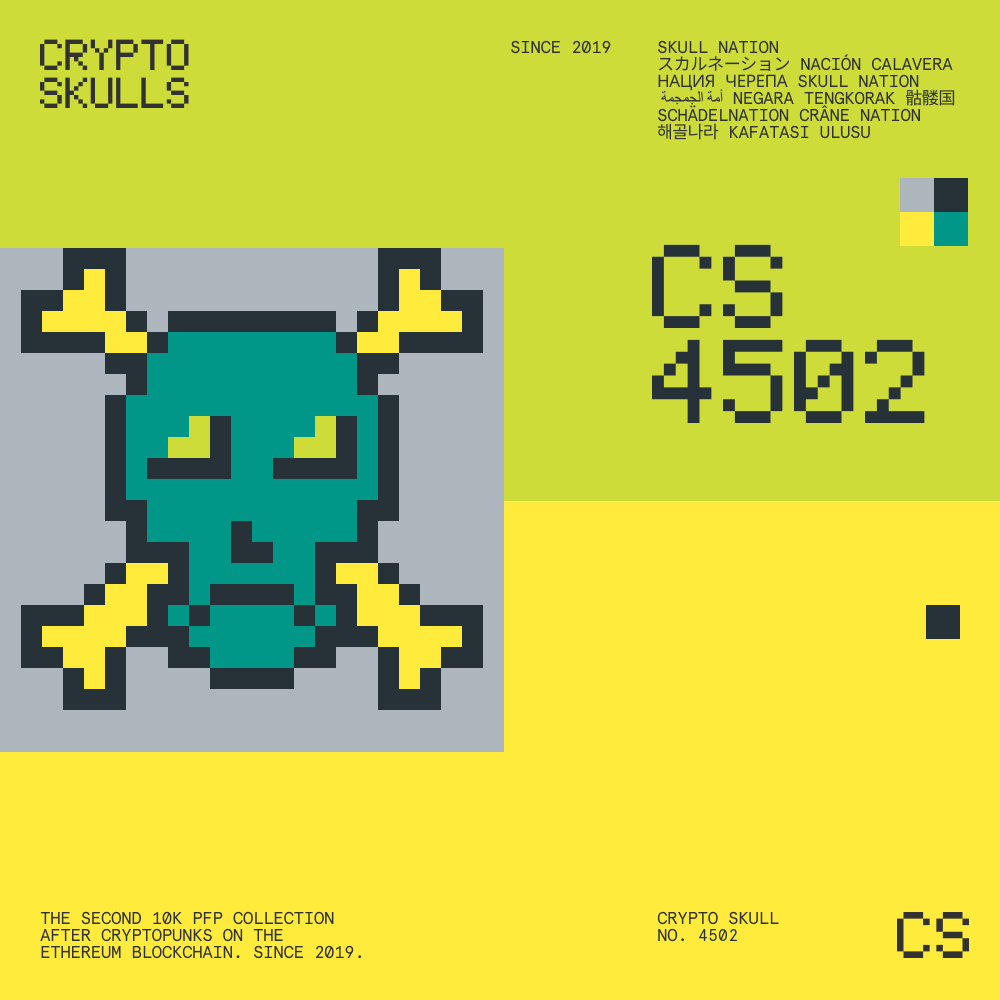 CRYPTO
SKULLS
SINCE 2019
SKULL NATION
スカルネーション NACIÓN CALAVERA
НАЦИЯ ЧЕРЕПА SKULL NATION
أمة الجمجمة NEGARA TENGKORAK 骷髅国
SCHÄDELNATION CRÂNE NATION
해골나라 KAFATASI ULUSU
CS
4502
THE SECOND 10K PFP COLLECTION
AFTER CRYPTOPUNKS ON THE
ETHEREUM BLOCKCHAIN. SINCE 2019.
CRYPTO SKULL
NO. 4502
CS